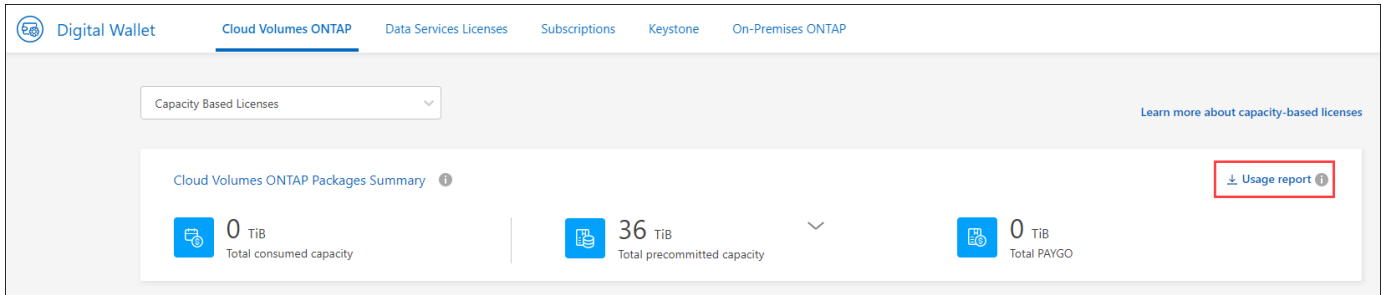 Digital Wallet Cloud Volumes ONTAP Data Services Licenses Subscriptions Keystone On-Premises ONTAP
Capacity Based Licenses
Learn more about capacity-based licenses
Cloud Volumes ONTAP Packages Summary
Usage report
0 TiB
Total consumed capacity
36 TiB
Total precommitted capacity
0 TiB
Total PAYGO